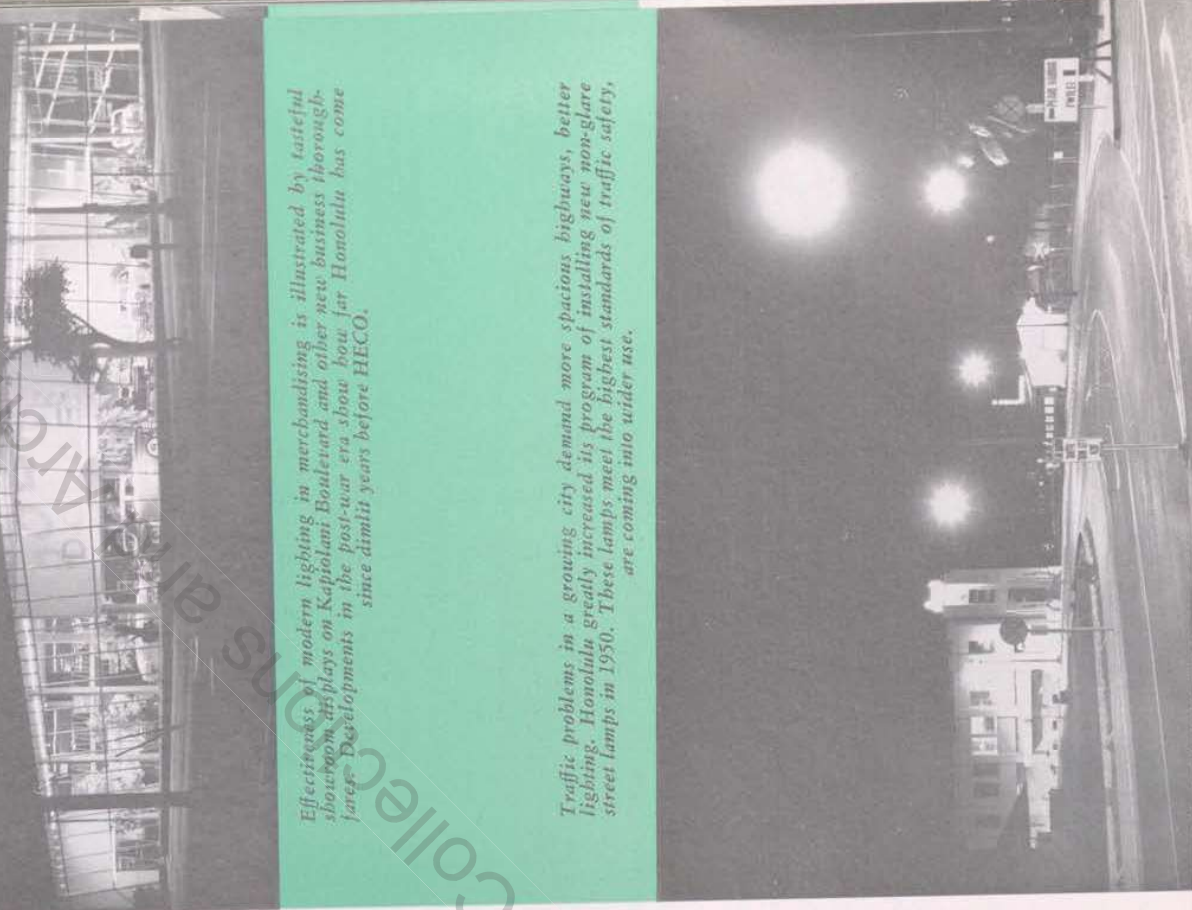 Effectiveness of modern lighting in merchandising is illustrated by tasteful
showroom displays on Kapiolani Boulevard and other new business thorough-
fares. Developments in the post-war era show how far Honolulu has come
since dimlit years before HECO.
Traffic problems in a growing city demand more spacious highways, better
lighting. Honolulu greatly increased its program of installing new non-glare
street lamps in 1950. These lamps meet the highest standards of traffic safety,
are coming into wider use.
PEARL HARBOR
IWILEI
Collections